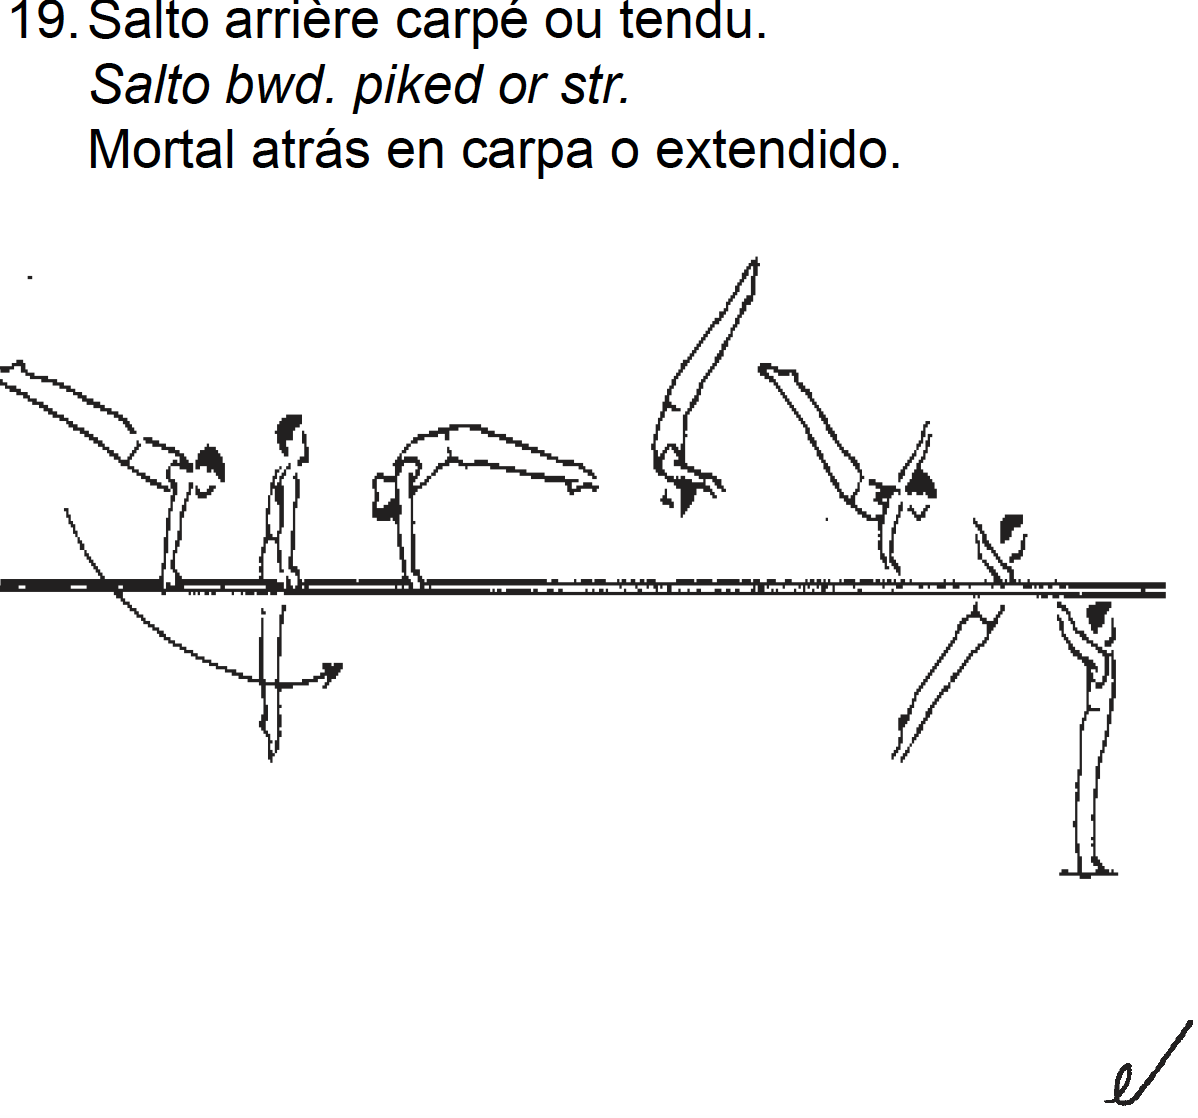 19. Salto arrière carpé ou tendu.
Salto bwd. piked or str.
Mortal atrás en carpa o extendido.